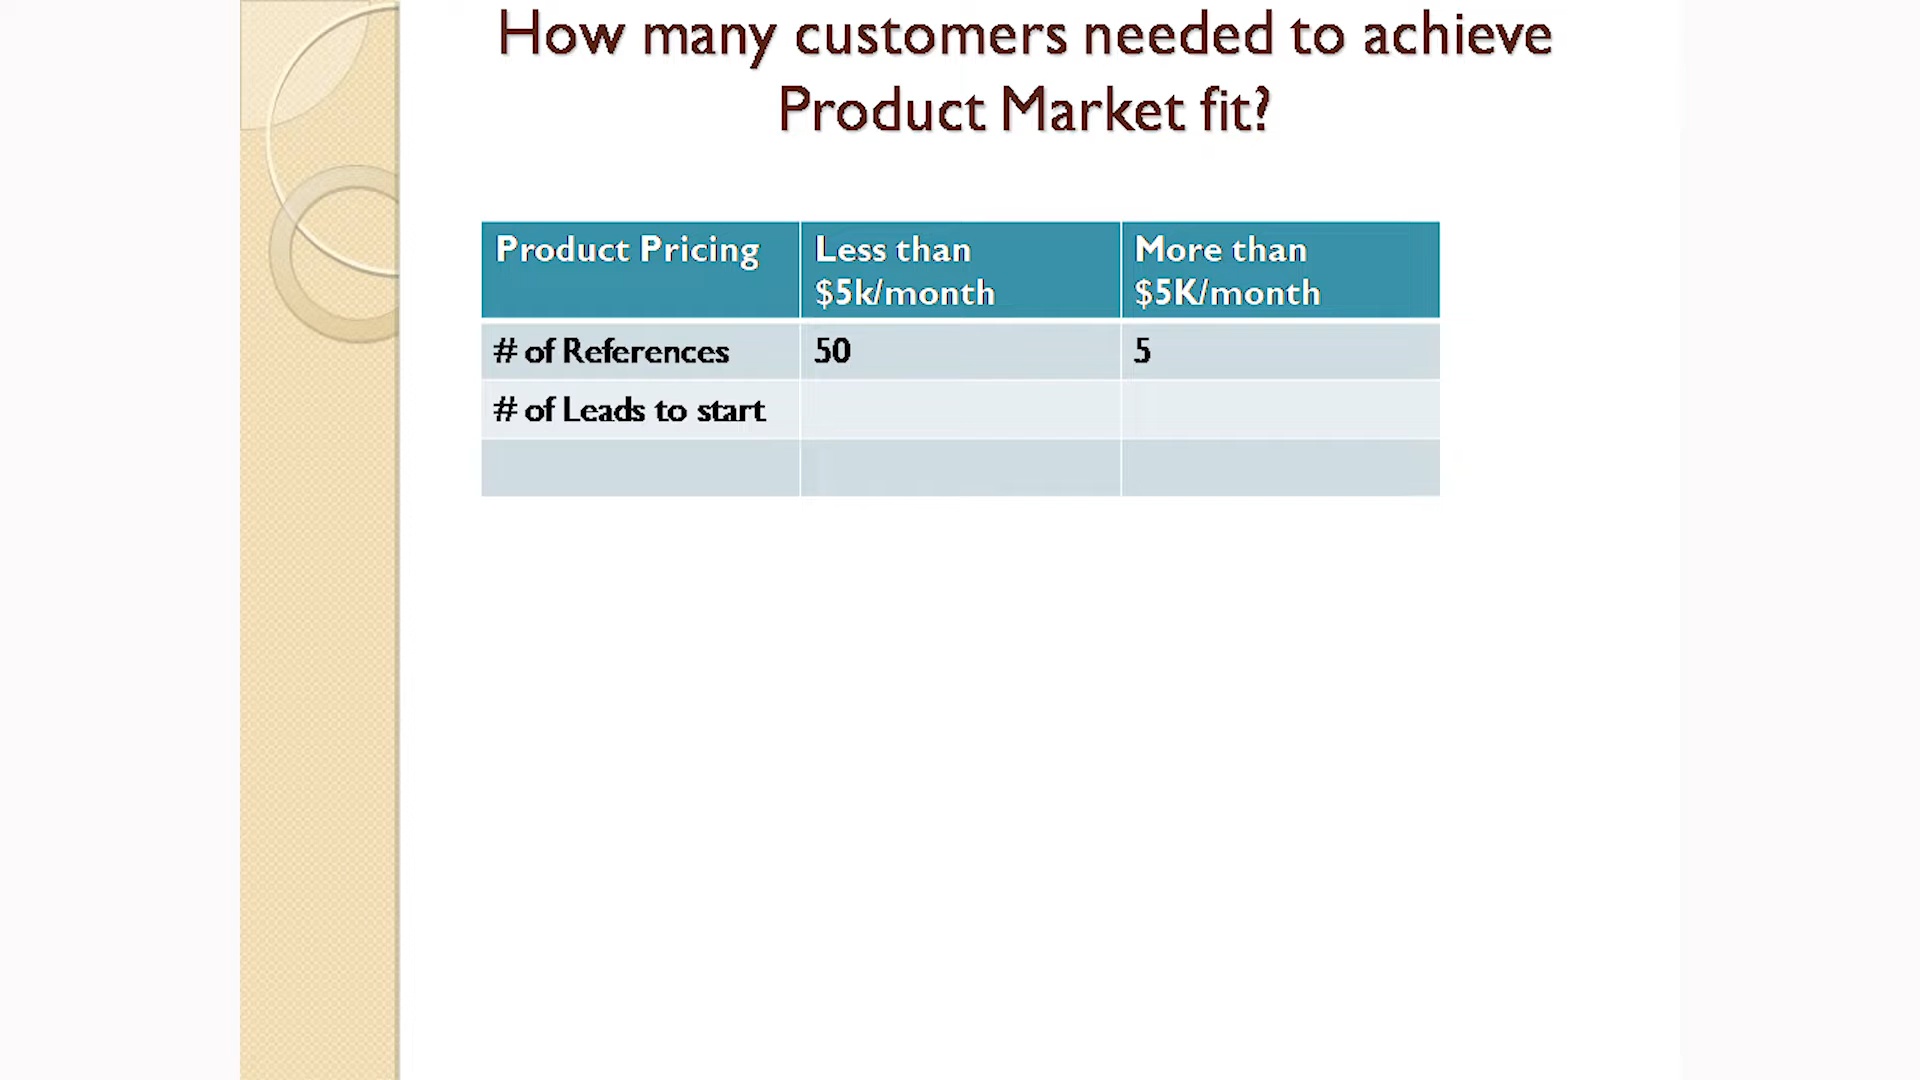 How many customers needed to achieve
Product Market fit?
Product Pricing
Less than
$5k/month
More than
$5K/month
# of References
50
5
# of Leads to start